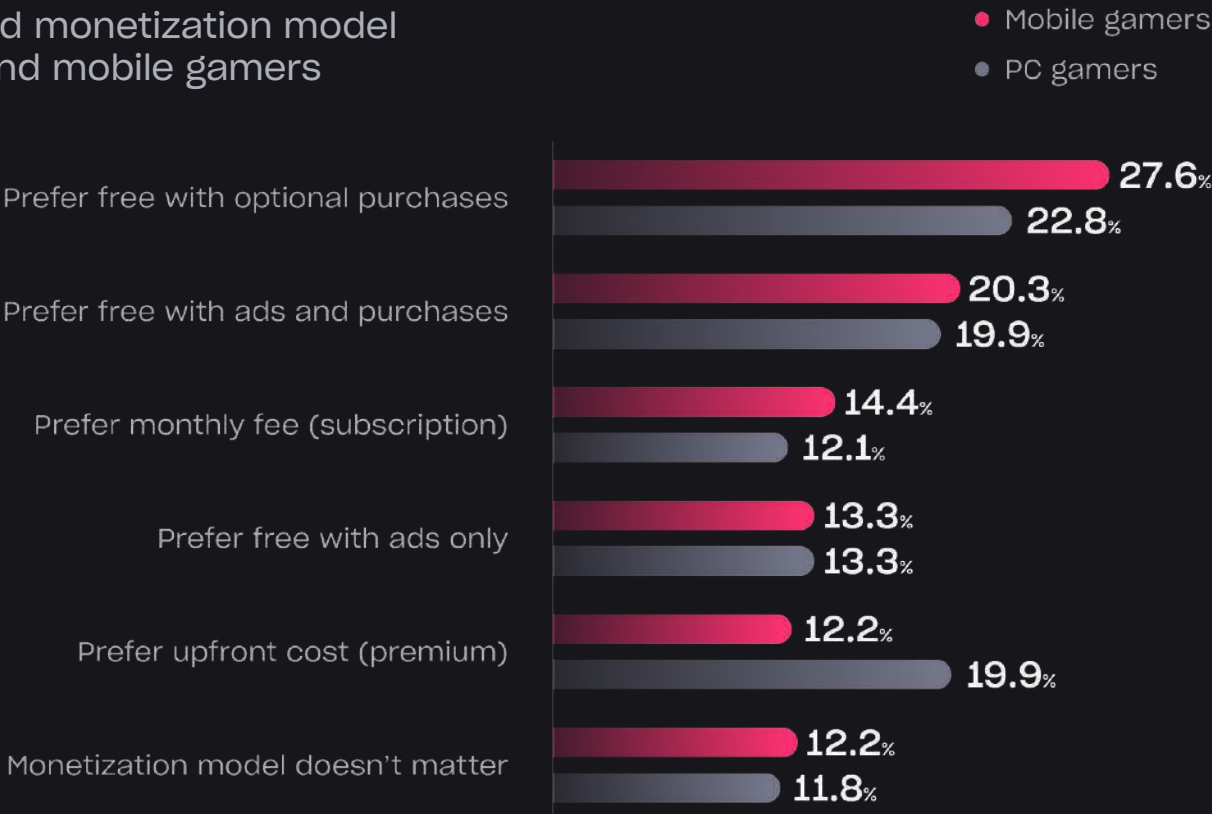 d monetization model
nd mobile gamers
Mobile gamers
PC gamers
Prefer free with optional purchases
27.6%
22.8%
Prefer free with ads and purchases
20.3%
19.9%
Prefer monthly fee (subscription)
14.4%
12.1%
Prefer free with ads only
13.3%
13.3%
Prefer upfront cost (premium)
12.2%
19.9%
Monetization model doesn't matter
12.2%
11.8%